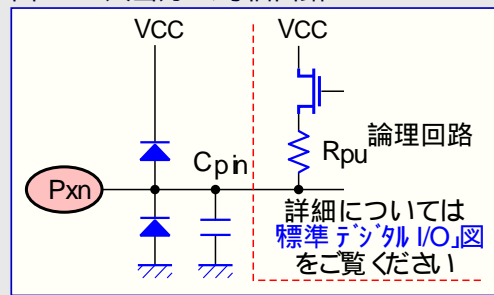 VCC
VCC
Pxn
Cpin
Rpu
論理回路
詳細については
「標準 デジタル I/O」図
をご覧ください